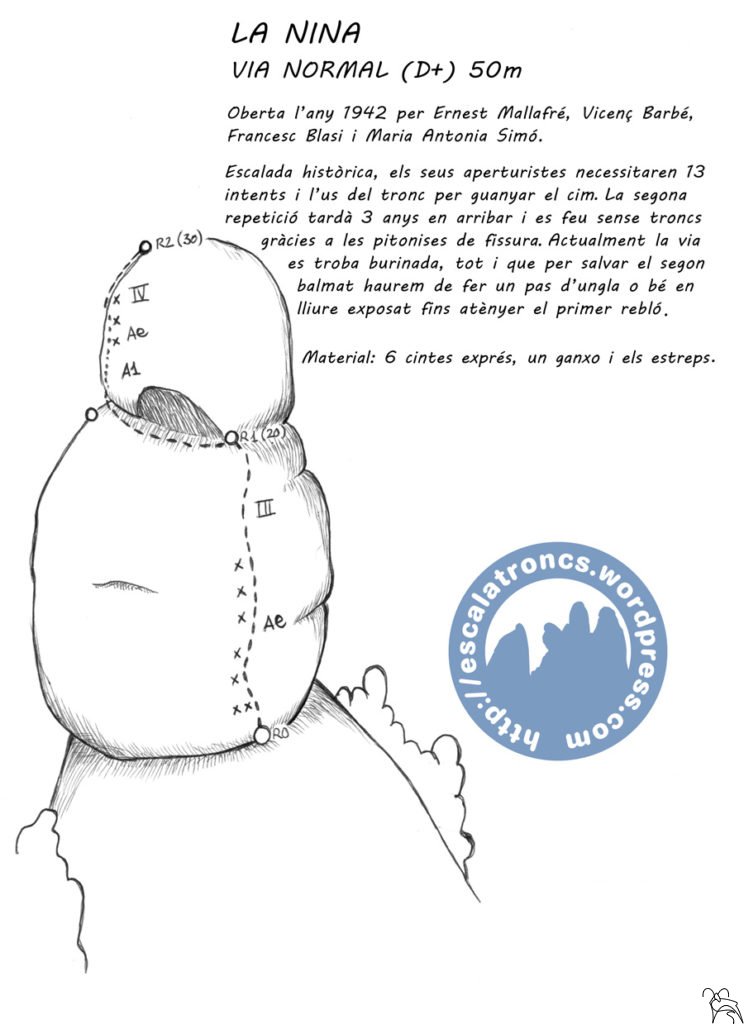 LA NINA
VIA NORMAL (D+) 50m
Oberta l'any 1942 per Ernest Mallafré, Vicenç Barbé,
Francesc Blasi i Maria Antonia Simó.
Escalada històrica, els seus aperturistes necessitaren 13
intents i l'us del tronc per guanyar el cim. La segona
repetició tardà 3 anys en arribar i es feu sense troncs
gràcies a les pitonises de fissura. Actualment la via
es troba burinada, tot i que per salvar el segon
balmat haurem de fer un pas d'ungla o bé en
lliure exposat fins atènyer el primer rebló.
Material: 6 cintes exprés, un ganxo i els estreps.
R2 (30)
IV
Ae
A1
R1 (20)
III
Ae
R0
http://escalatroncs.wordpress.com